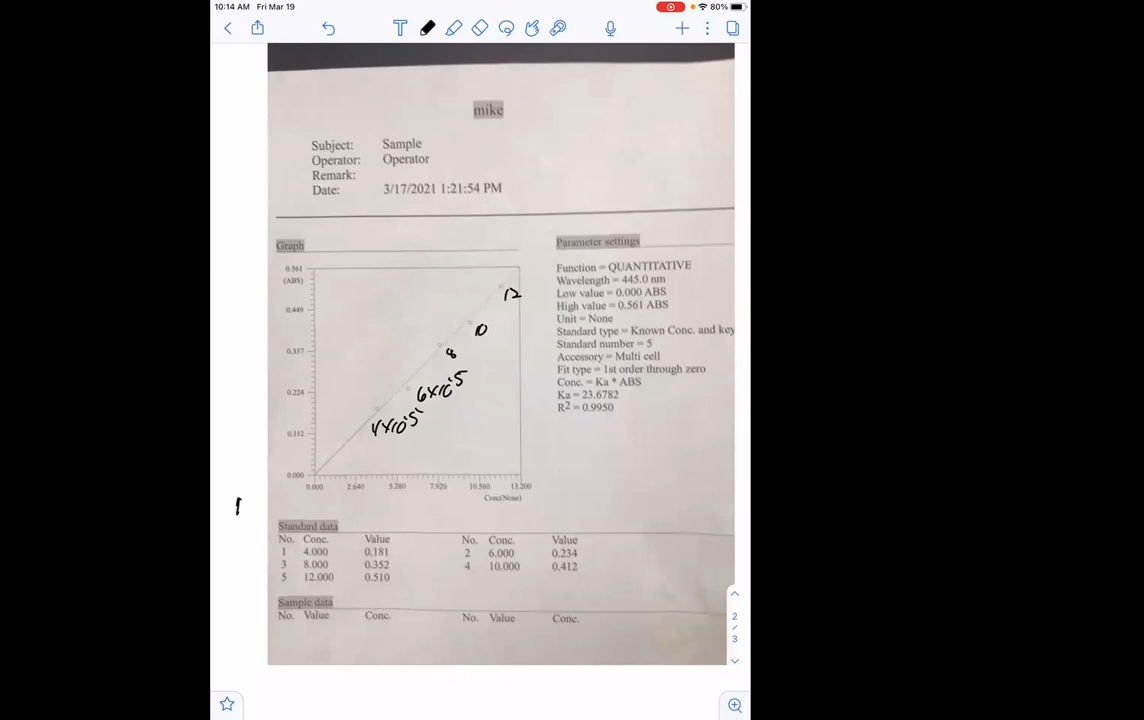 10:14 AM Fri Mar 19
80%
mike
Subject: Sample
Operator: Operator
Remark:
Date: 3/17/2021 1:21:54 PM
Graph
0.561
(ABS)
0.449
0.337
0.224
0.112
0.000
0.000 2.640 5.280 7.920 10.560 13.200
Conc(None)
12
10
8
6x10-5
4x10-5
Parameter settings
Function = QUANTITATIVE
Wavelength = 445.0 nm
Low value = 0.000 ABS
High value = 0.561 ABS
Unit = None
Standard type = Known Conc. and key
Standard number = 5
Accessory = Multi cell
Fit type = 1st order through zero
Conc. = Ka * ABS
Ka = 23.6782
R2 = 0.9950
1
Standard data
No. Conc. Value No. Conc. Value
1 4.000 0.181 2 6.000 0.234
3 8.000 0.352 4 10.000 0.412
5 12.000 0.510
Sample data
No. Value Conc. No. Value Conc.
2
/
3